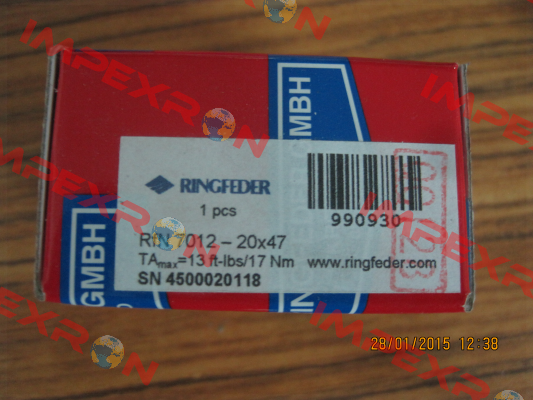 RINGFEDER
1 pcs
990930
RfN 7012 – 20x47
TAmax=13 ft-lbs/17 Nm www.ringfeder.com
SN 4500020118
GMBH
GMBH
28/01/2015 12:38
IMPEXRON